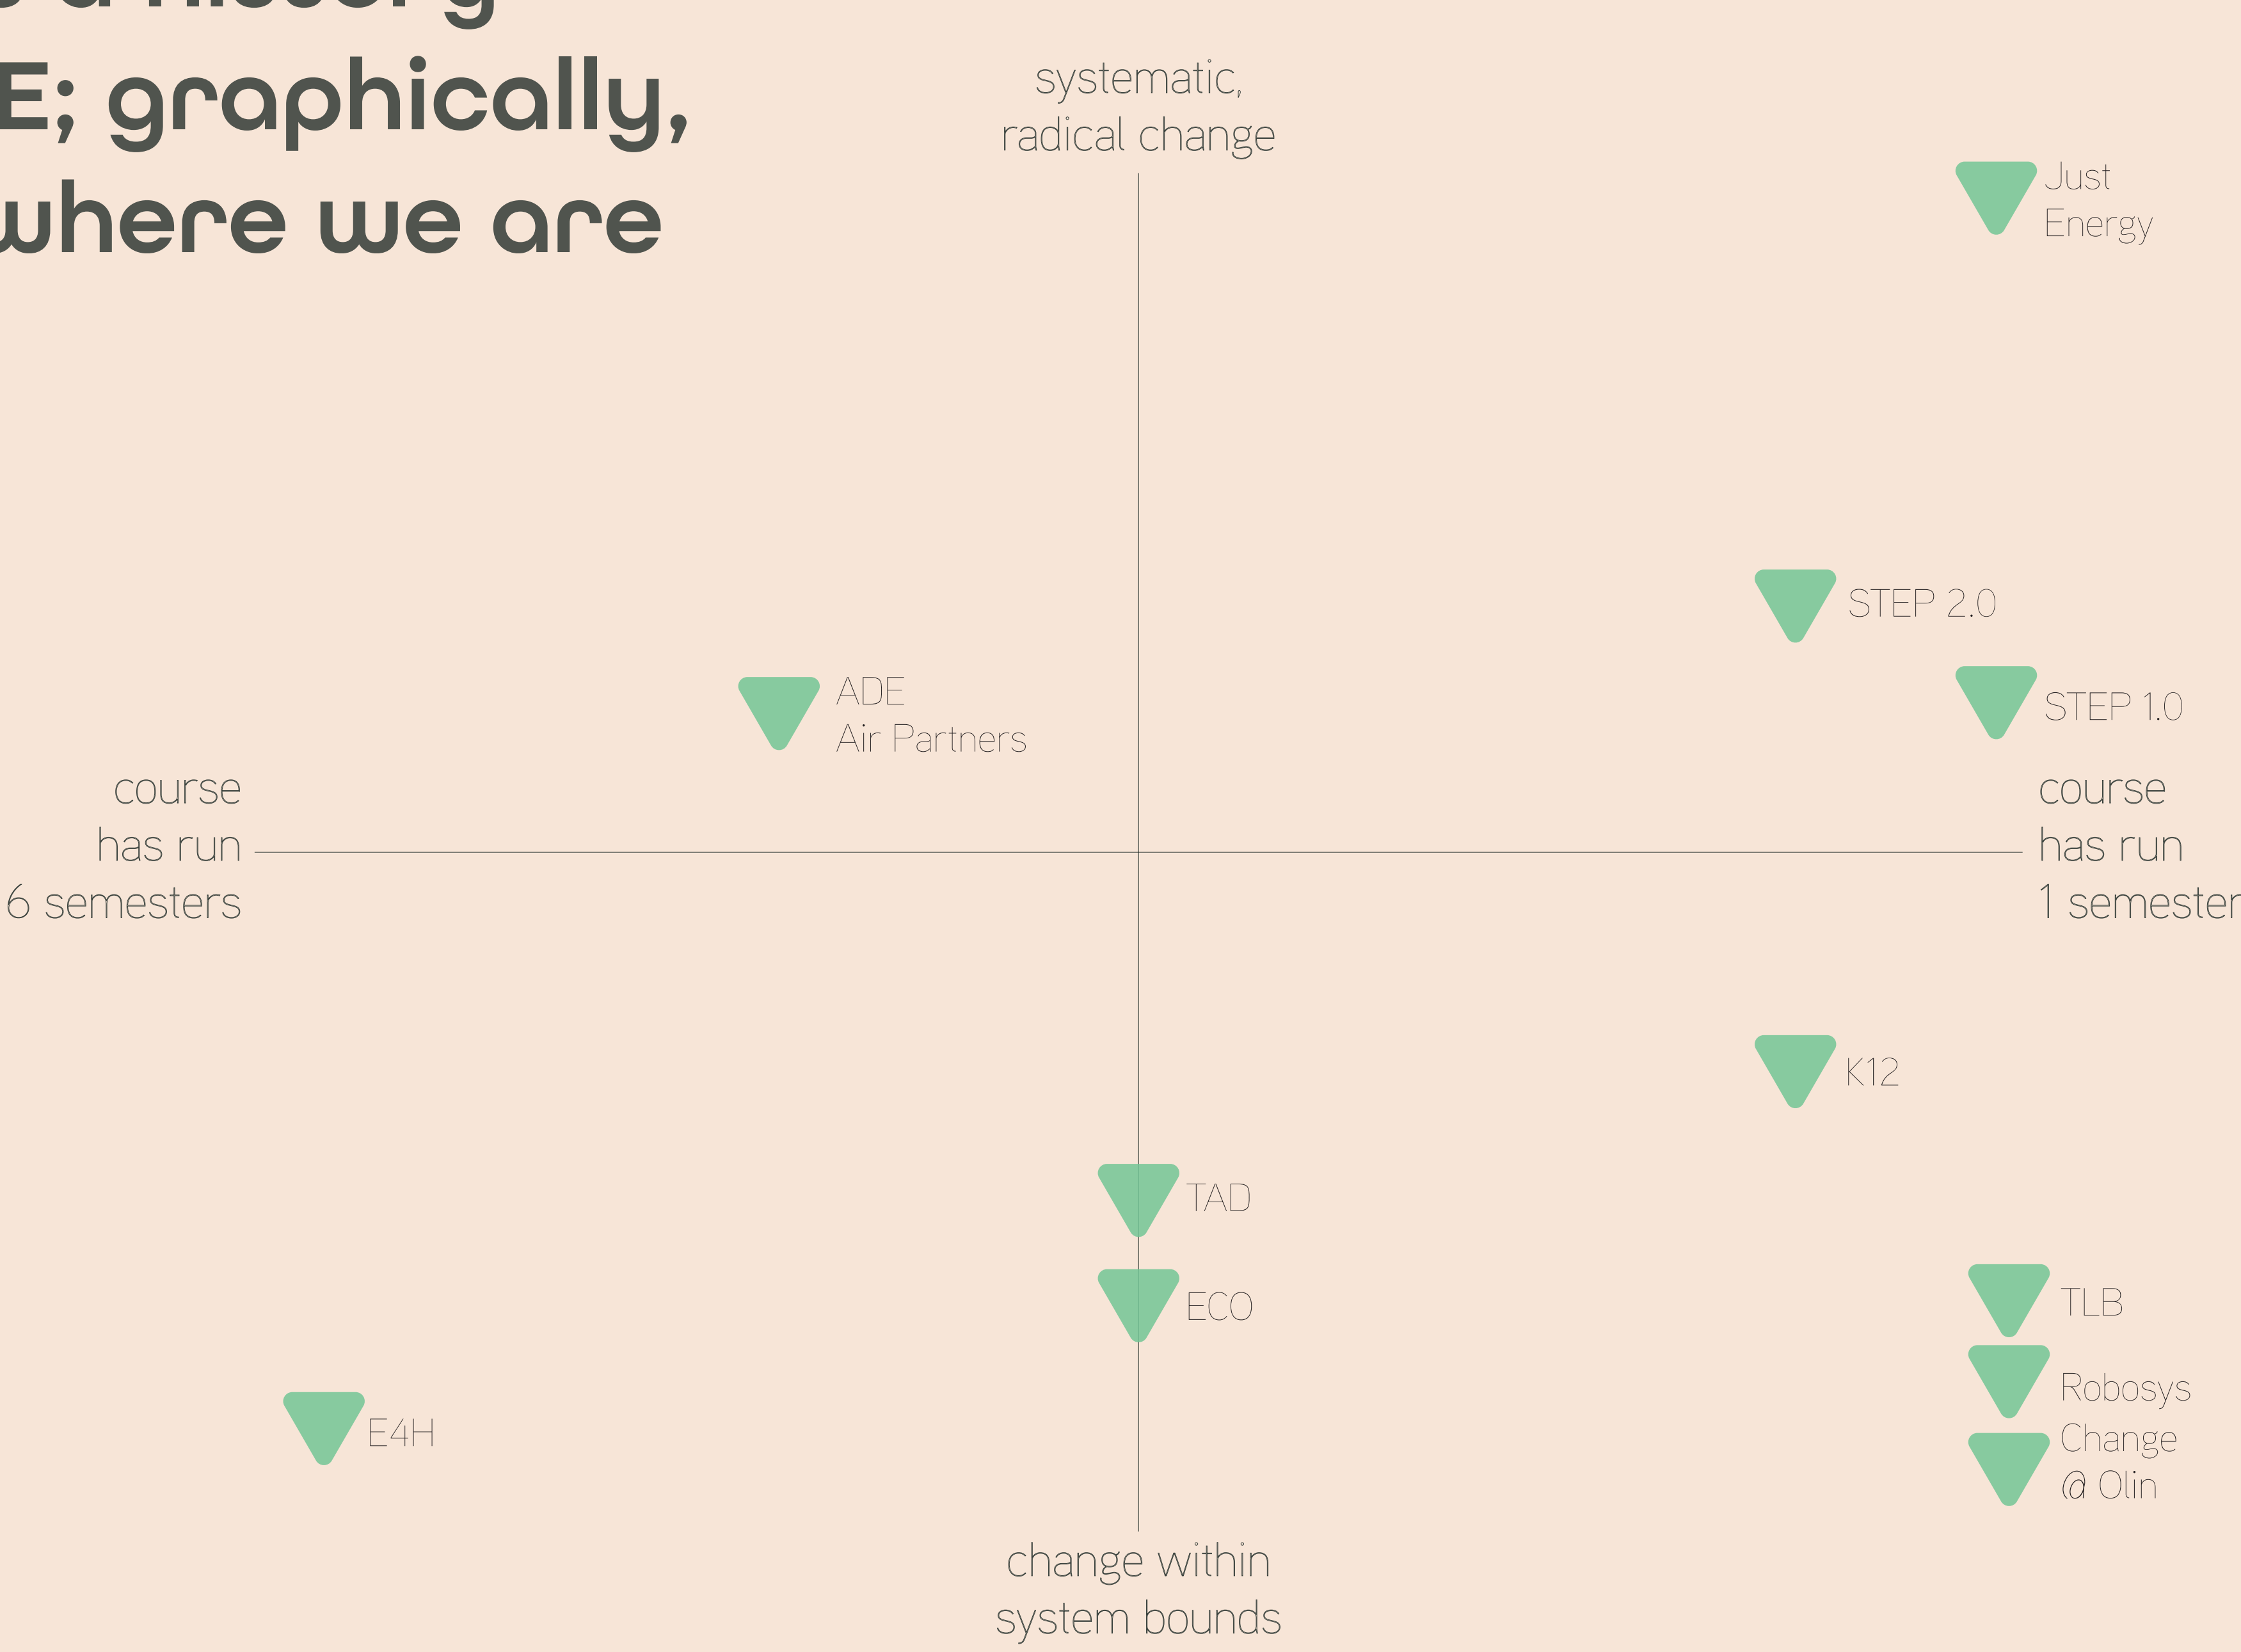 a history
E; graphically,
where we are
systematic,
radical change
Just
Energy
STEP 2.0
ADE
Air Partners
STEP 1.0
course
has run
6 semesters
course
has run
1 semester
K12
TAD
ECO
TLB
Robosys
Change
@ Olin
E4H
change within
system bounds